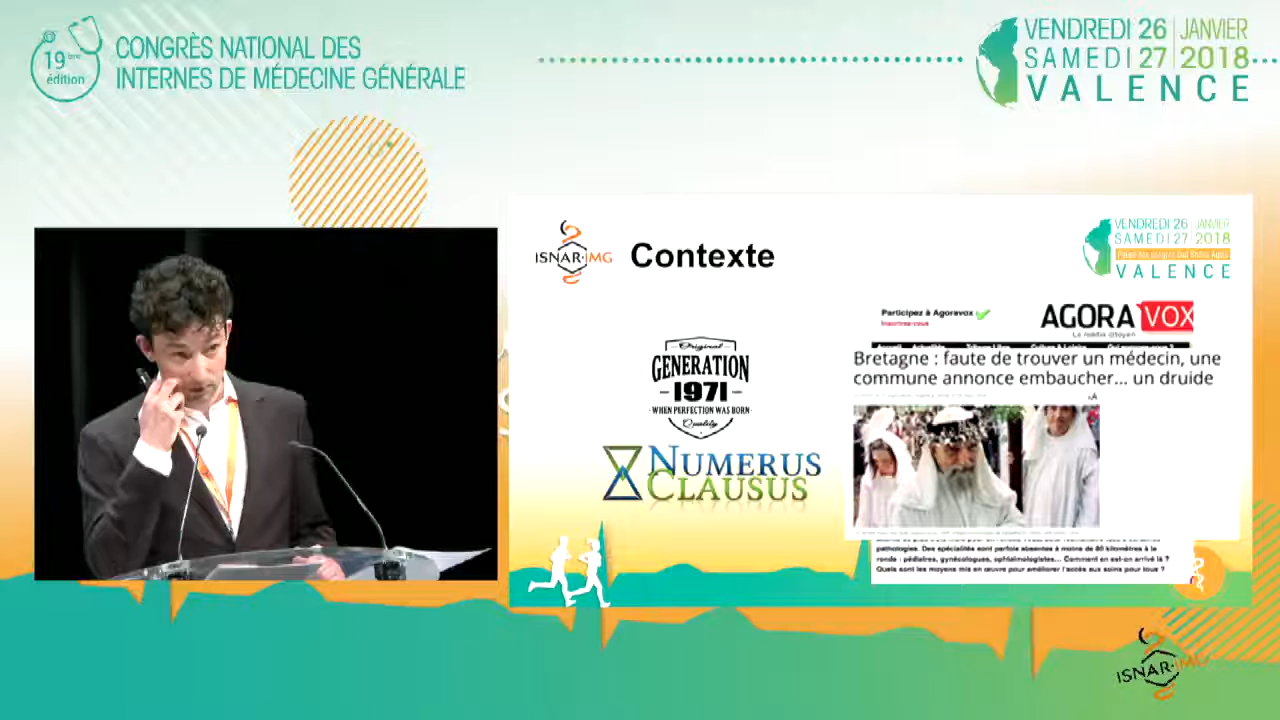 19ème
édition
CONGRÈS NATIONAL DES
INTERNES DE MÉDECINE GÉNÉRALE
VENDREDI 26 JANVIER
SAMEDI 27 2018
VALENCE
ISNAR-IMG
Contexte
VENDREDI 26 JANVIER
SAMEDI 27 2018
VALENCE
Original
GENERATION
1971
WHEN PERFECTION WAS BORN
Quality
NUMERUS
CLAUSUS
Participez à Agoravox
Inscrivez-vous
AGORAVOX
Le média citoyen
Bretagne : faute de trouver un médecin, une
commune annonce embaucher... un druide
pathologies. Des spécialités sont parfois absentes à moins de 80 kilomètres à la
ronde : pédiatres, gynécologues, ophtalmologistes... Comment en est-on arrivé là ?
Quels sont les moyens mis en œuvre pour améliorer l'accès aux soins pour tous ?
ISNAR-IMG